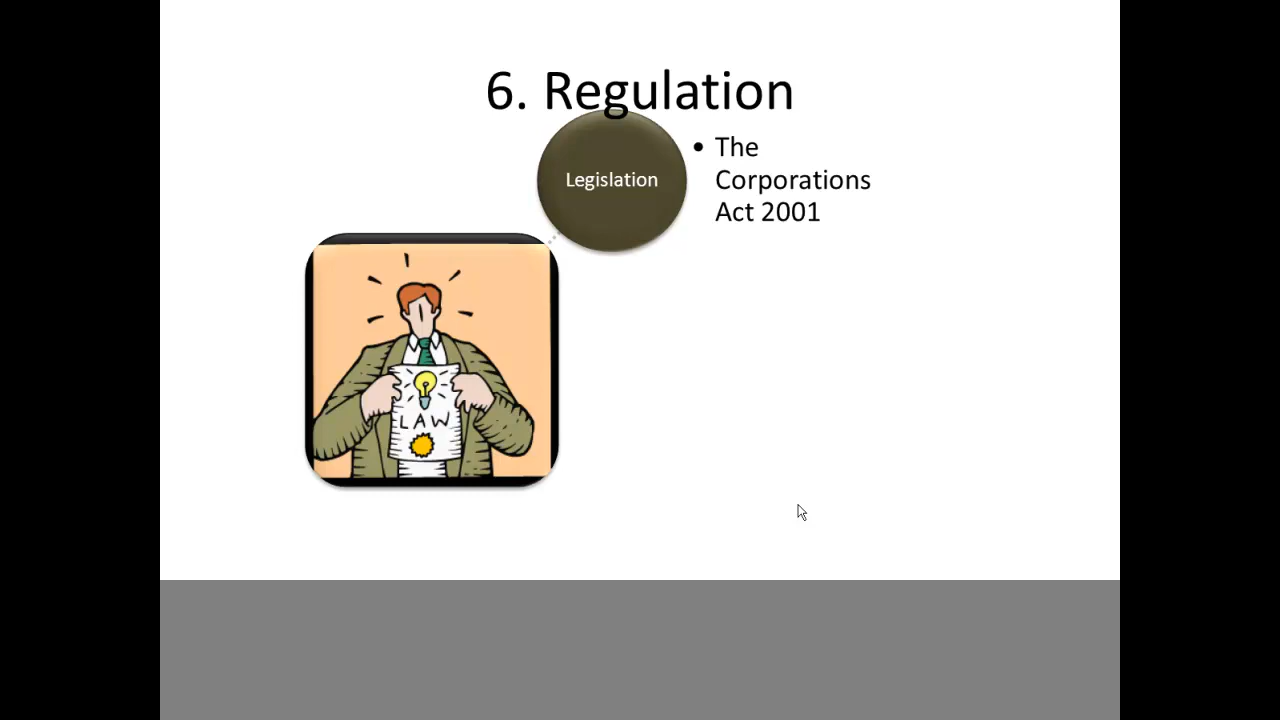 6. Regulation
Legislation
• The
Corporations
Act 2001
LAW